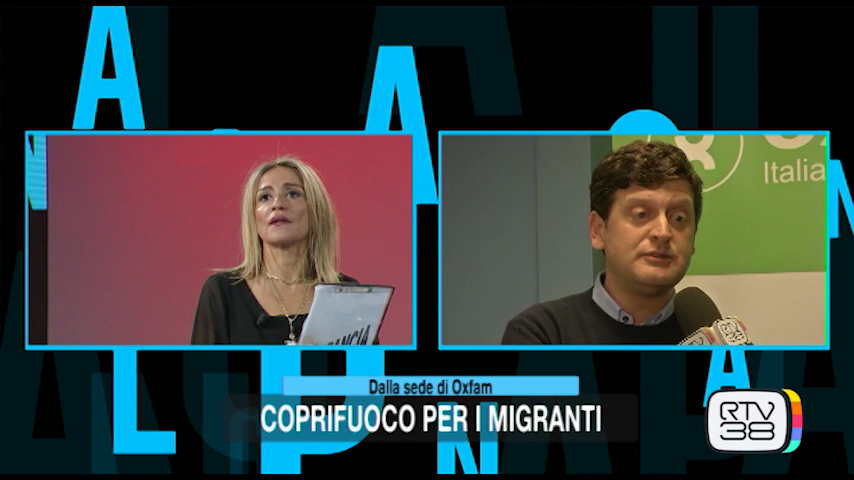 Italia
Dalla sede di Oxfam
COPRIFUOCO PER I MIGRANTI
RTV
38